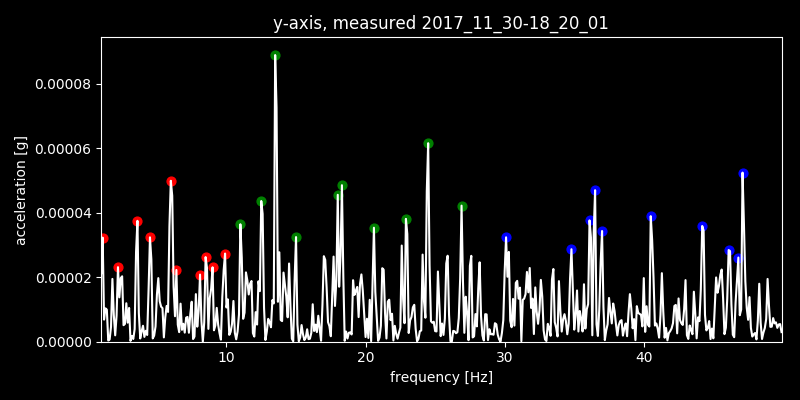 y-axis, measured 2017_11_30-18_20_01
0.00008
0.00006
0.00004
0.00002
0.00000
acceleration [g]
10 20 30 40
frequency [Hz]